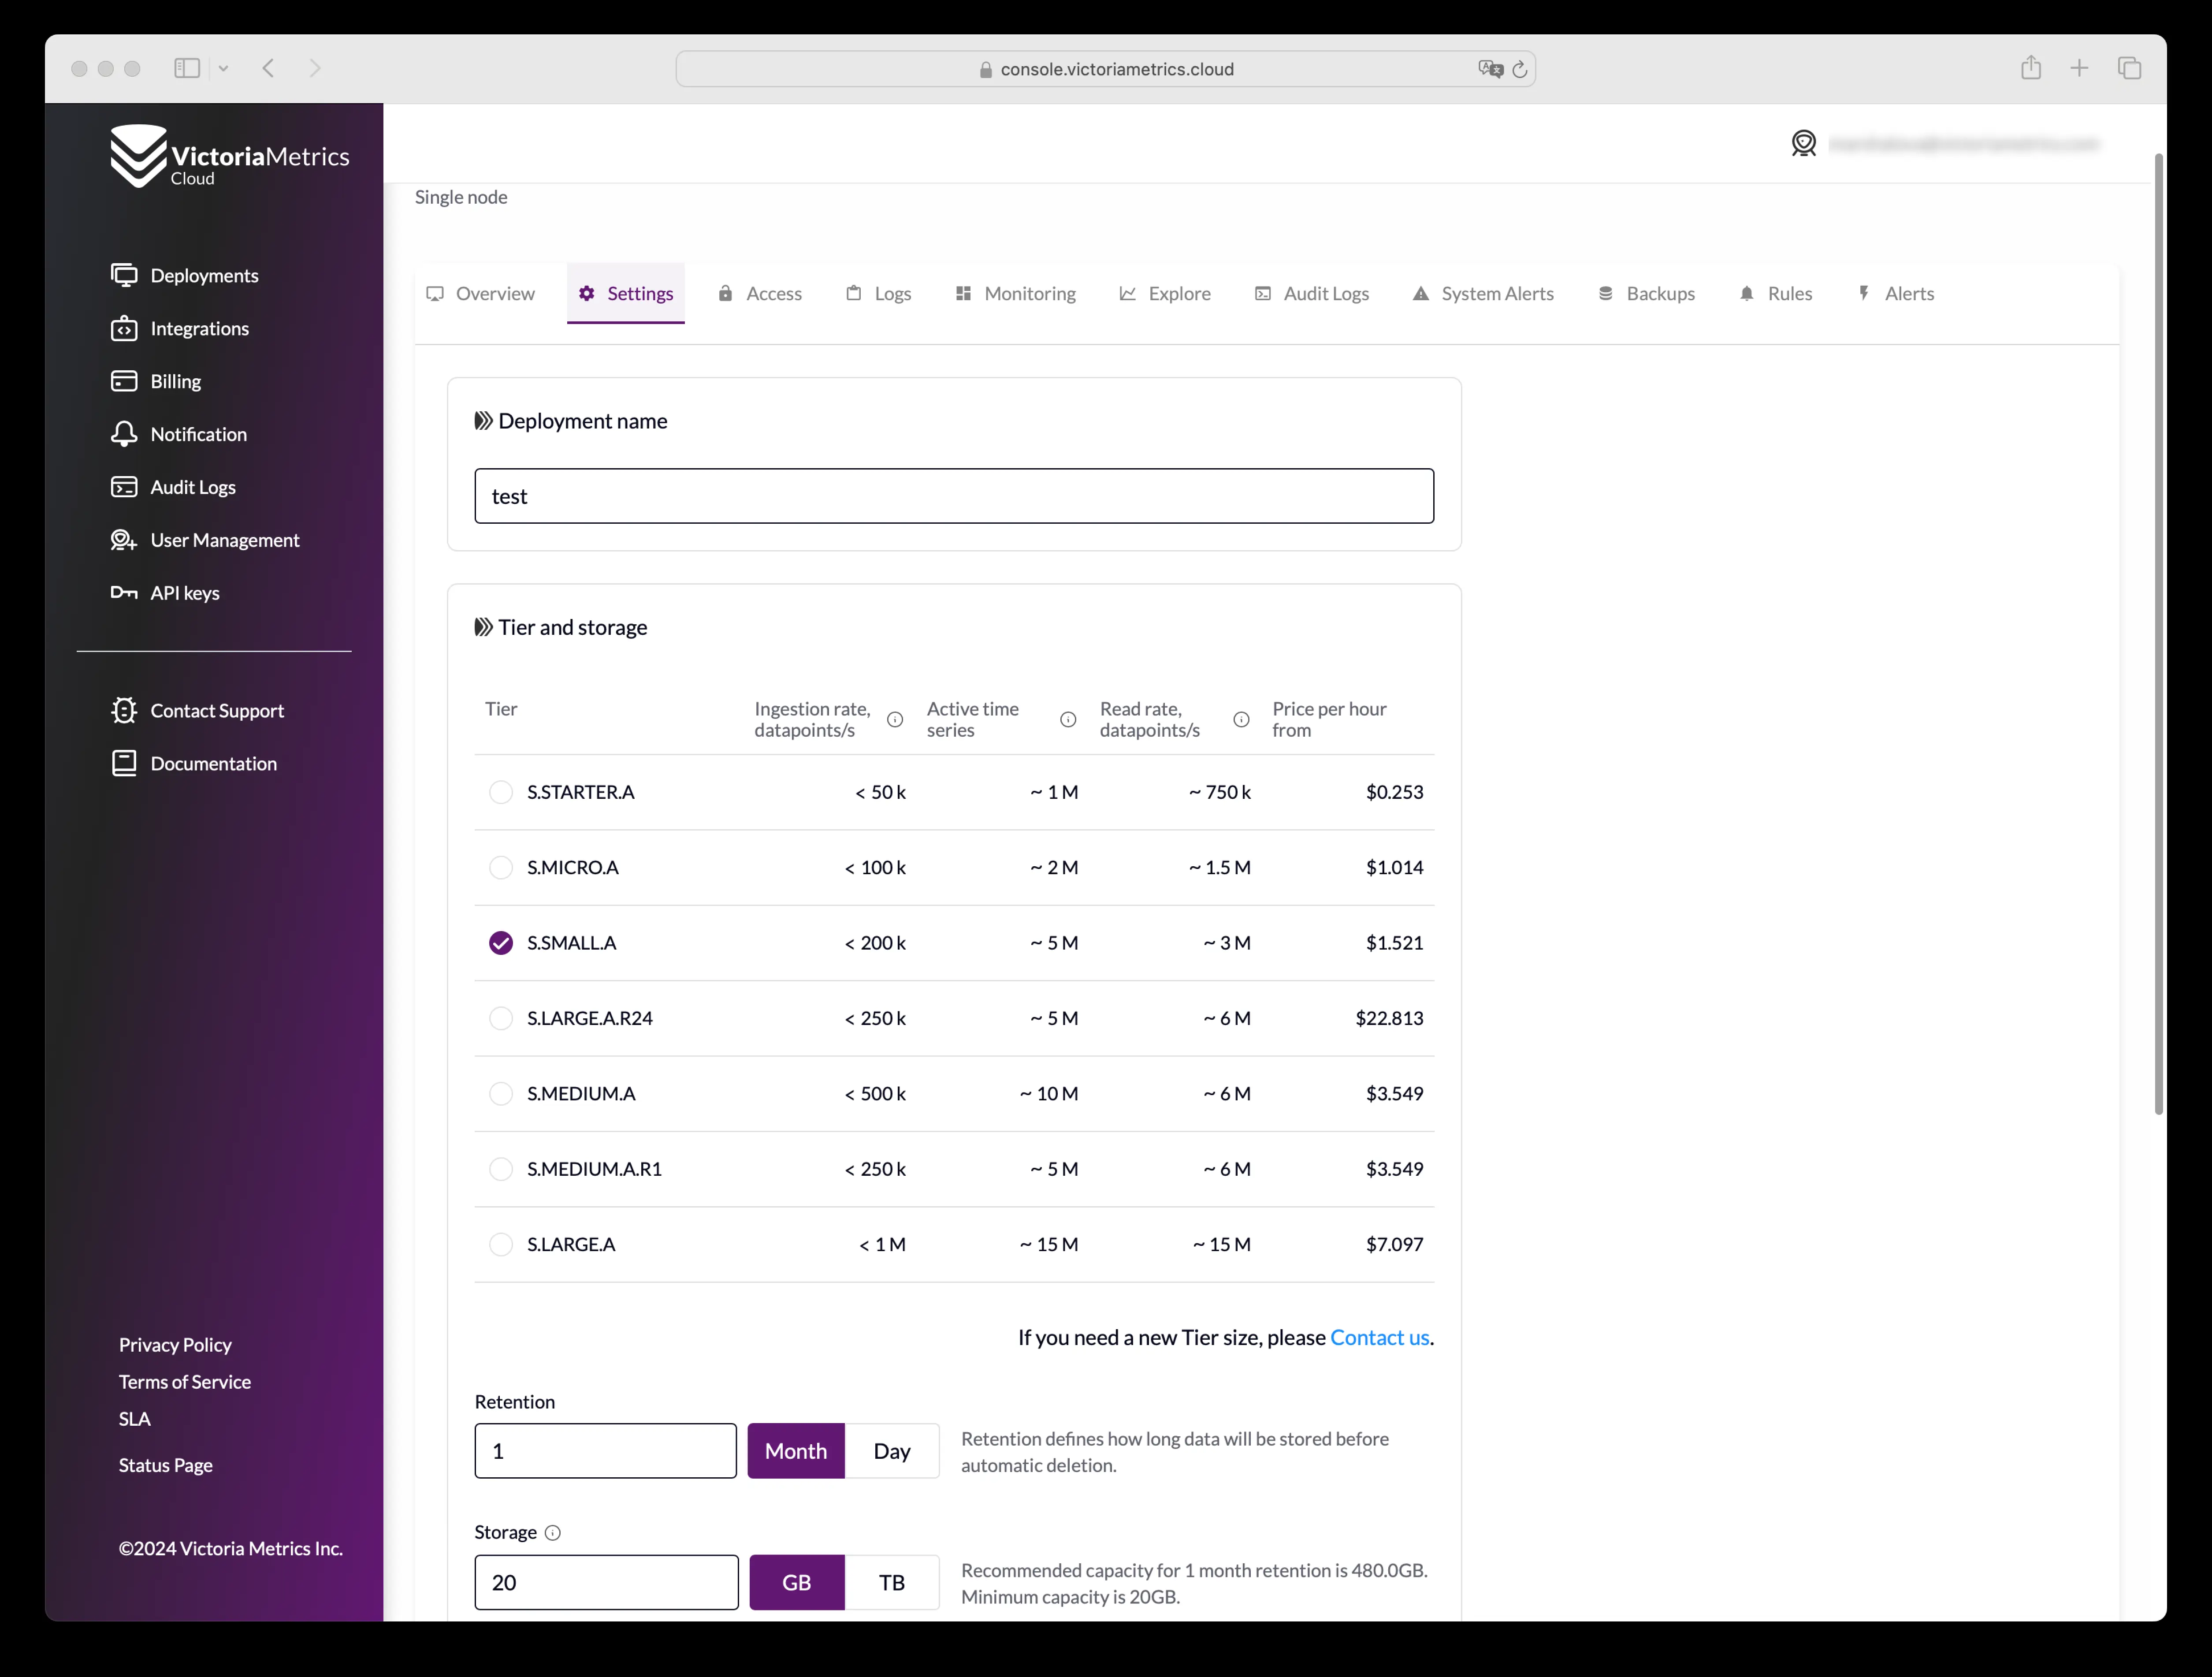 console.victoriametrics.cloud
VictoriaMetrics
Cloud
Deployments
Integrations
Billing
Notification
Audit Logs
User Management
API keys
Contact Support
Documentation
Privacy Policy
Terms of Service
SLA
Status Page
©2024 Victoria Metrics Inc.
Single node
Overview Settings Access Logs Monitoring Explore Audit Logs System Alerts Backups Rules Alerts
Deployment name
test
Tier and storage
Tier Ingestion rate, datapoints/s Active time series Read rate, datapoints/s Price per hour from
S.STARTER.A < 50 k ~ 1 M ~ 750 k $0.253
S.MICRO.A < 100 k ~ 2 M ~ 1.5 M $1.014
S.SMALL.A < 200 k ~ 5 M ~ 3 M $1.521
S.LARGE.A.R24 < 250 k ~ 5 M ~ 6 M $22.813
S.MEDIUM.A < 500 k ~ 10 M ~ 6 M $3.549
S.MEDIUM.A.R1 < 250 k ~ 5 M ~ 6 M $3.549
S.LARGE.A < 1 M ~ 15 M ~ 15 M $7.097
If you need a new Tier size, please Contact us.
Retention
1 Month Day
Retention defines how long data will be stored before
automatic deletion.
Storage
20 GB TB
Recommended capacity for 1 month retention is 480.0GB.
Minimum capacity is 20GB.